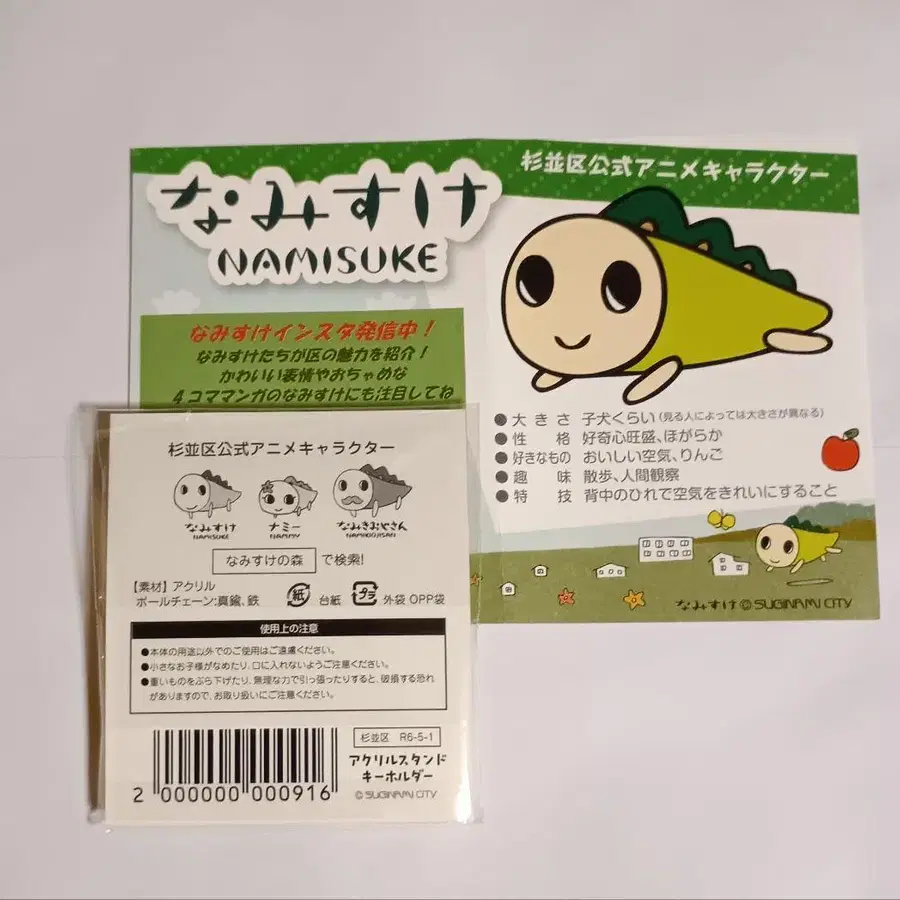 なみすけ
NAMISUKE
なみすけインスタ発信中！
なみすけたちが区の魅力を紹介！
かわいい表情やおちゃめな
4コママンガのなみすけにも注目してね
杉並区公式アニメキャラクター
●大きさ 子犬くらい(見る人によっては大きさが異なる)
●性格 好奇心旺盛、ほがらか
●好きなもの おいしい空気、りんご
●趣味 散歩、人間観察
●特技 背中のひれで空気をきれいにすること
なみすけ © SUGINAMI CITY
杉並区公式アニメキャラクター
なみすけ ナミー なみきおじさん
NAMISUKE NAMMY NAMIKIOJISAN
なみすけの森 で検索!
【素材】アクリル
ボールチェーン:真鍮、鉄
紙 台紙 プラ 外袋 OPP袋
使用上の注意
●本体の用途以外でのご使用はご遠慮ください。
●小さなお子様がなめたり、口に入れないようご注意ください。
●重いものをぶら下げたり、無理な力で引っ張ったりすると、破損する恐れ
がありますので、お取り扱いにご注意ください。
杉並区 R6-5-1
アクリルスタンド
キーホルダー
© SUGINAMI CITY
2 000000 000916